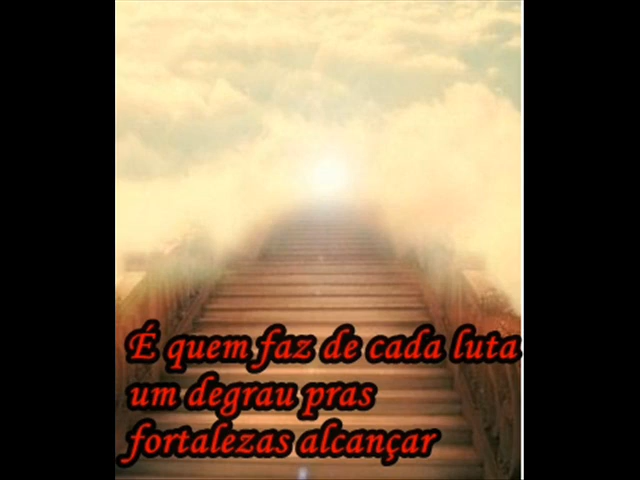 É quem faz de cada luta
um degrau pras
fortalezas alcançar